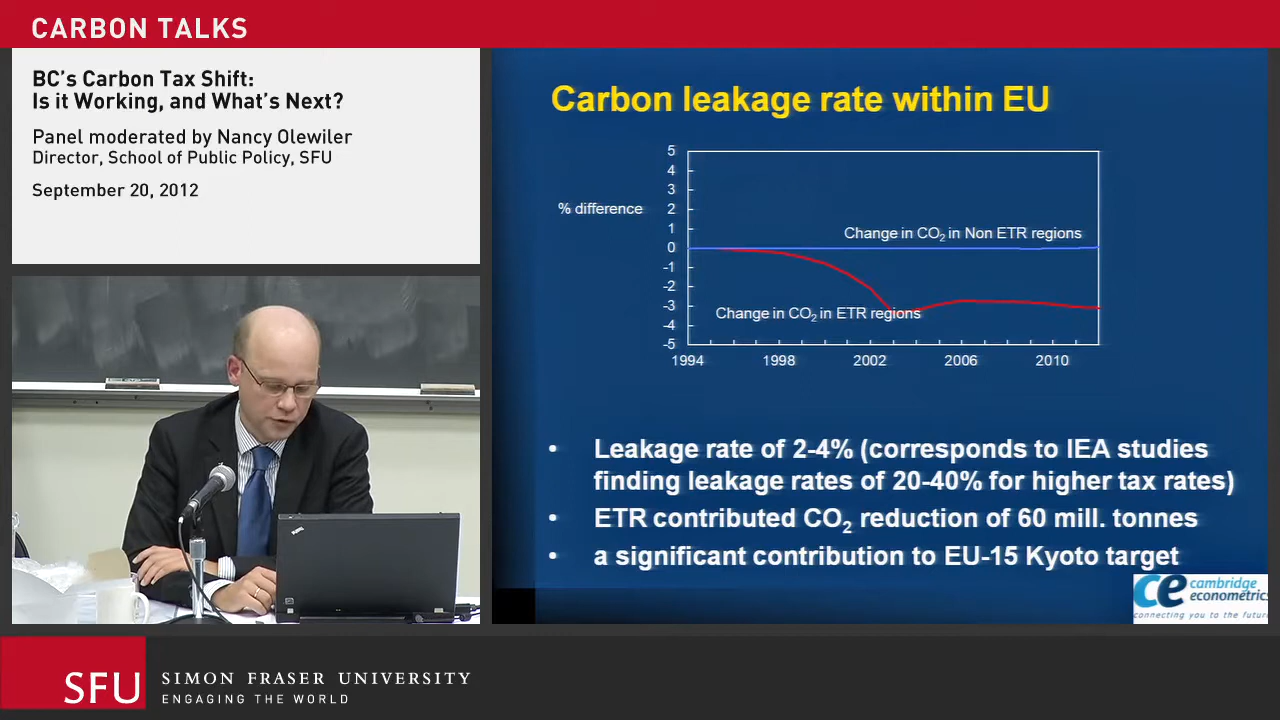 CARBON TALKS
BC's Carbon Tax Shift:
Is it Working, and What's Next?
Panel moderated by Nancy Olewiler
Director, School of Public Policy, SFU
September 20, 2012
Carbon leakage rate within EU
5
4
3
% difference
2
1
Change in CO2 in Non ETR regions
0
-1
-2
-3
Change in CO2 in ETR regions
-4
-5
1994 1998 2002 2006 2010
• Leakage rate of 2-4% (corresponds to IEA studies
finding leakage rates of 20-40% for higher tax rates)
• ETR contributed CO2 reduction of 60 mill. tonnes
• a significant contribution to EU-15 Kyoto target
ce cambridge
econometrics
connecting you to the future
DELL
SFU
SIMON FRASER UNIVERSITY
ENGAGING THE WORLD